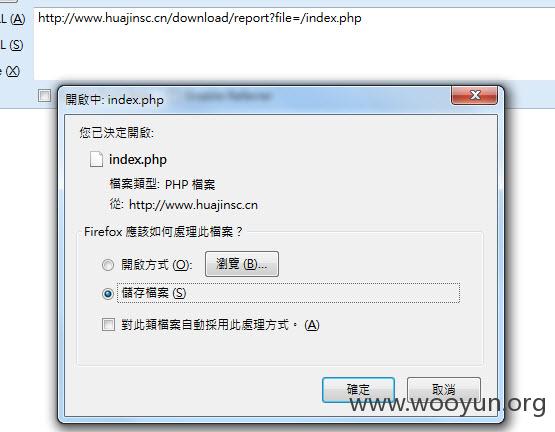 LL (A)
http://www.huajinsc.cn/download/report?file=/index.php
L (S)
e (X)
開啟中: index.php
您已決定開啟:
index.php
檔案類型: PHP 檔案
從: http://www.huajinsc.cn
Firefox 應該如何處理此檔案？
開啟方式 (O):
瀏覽 (B)...
儲存檔案 (S)
對此類檔案自動採用此處理方式。 (A)
確定
取消
www.wooyun.org